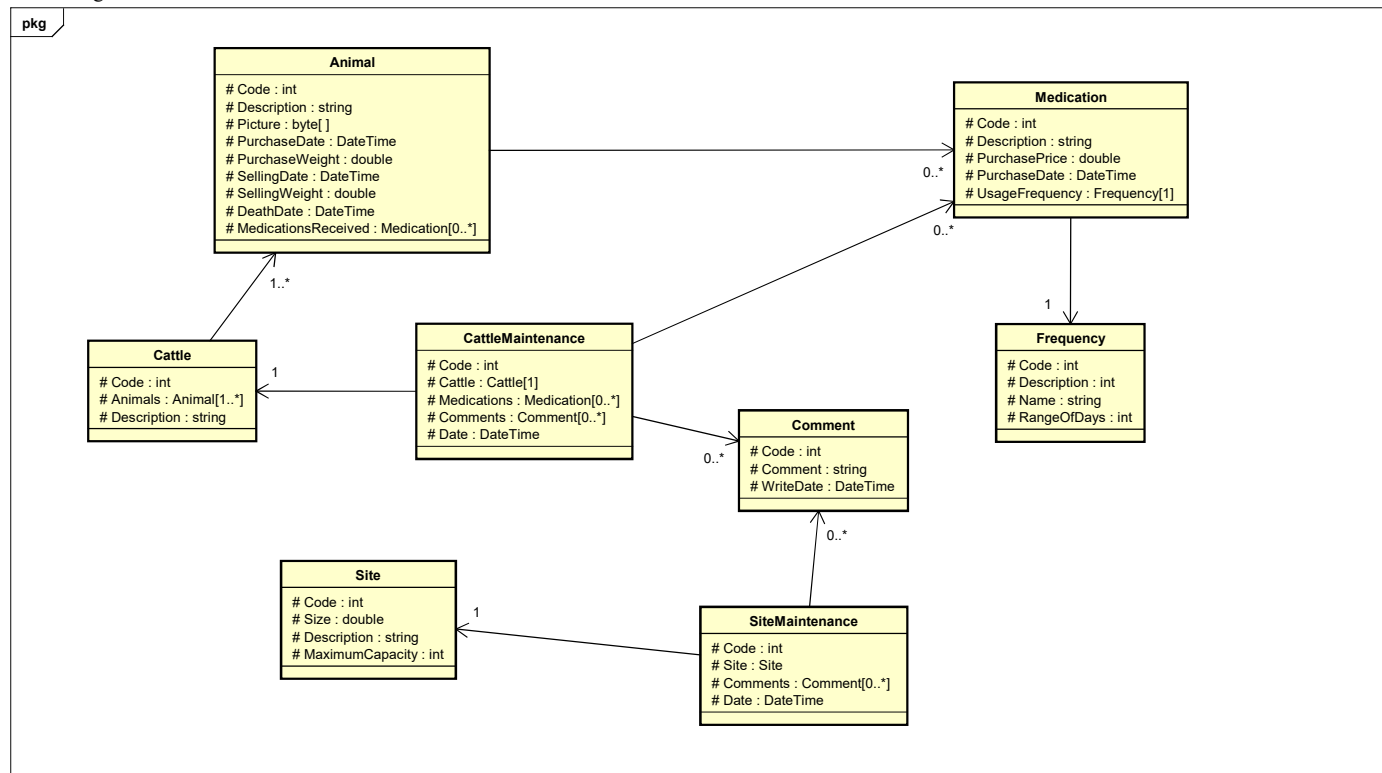 pkg
Animal
# Code : int
# Description : string
# Picture : byte[ ]
# PurchaseDate : DateTime
# PurchaseWeight : double
# SellingDate : DateTime
# SellingWeight : double
# DeathDate : DateTime
# MedicationsReceived : Medication[0..*]
Medication
# Code : int
# Description : string
# PurchasePrice : double
# PurchaseDate : DateTime
# UsageFrequency : Frequency[1]
0..*
0..*
1..*
1
Frequency
# Code : int
# Description : int
# Name : string
# RangeOfDays : int
Cattle
# Code : int
# Animals : Animal[1..*]
# Description : string
1
CattleMaintenance
# Code : int
# Cattle : Cattle[1]
# Medications : Medication[0..*]
# Comments : Comment[0..*]
# Date : DateTime
0..*
Comment
# Code : int
# Comment : string
# WriteDate : DateTime
0..*
Site
# Code : int
# Size : double
# Description : string
# MaximumCapacity : int
1
SiteMaintenance
# Code : int
# Site : Site
# Comments : Comment[0..*]
# Date : DateTime